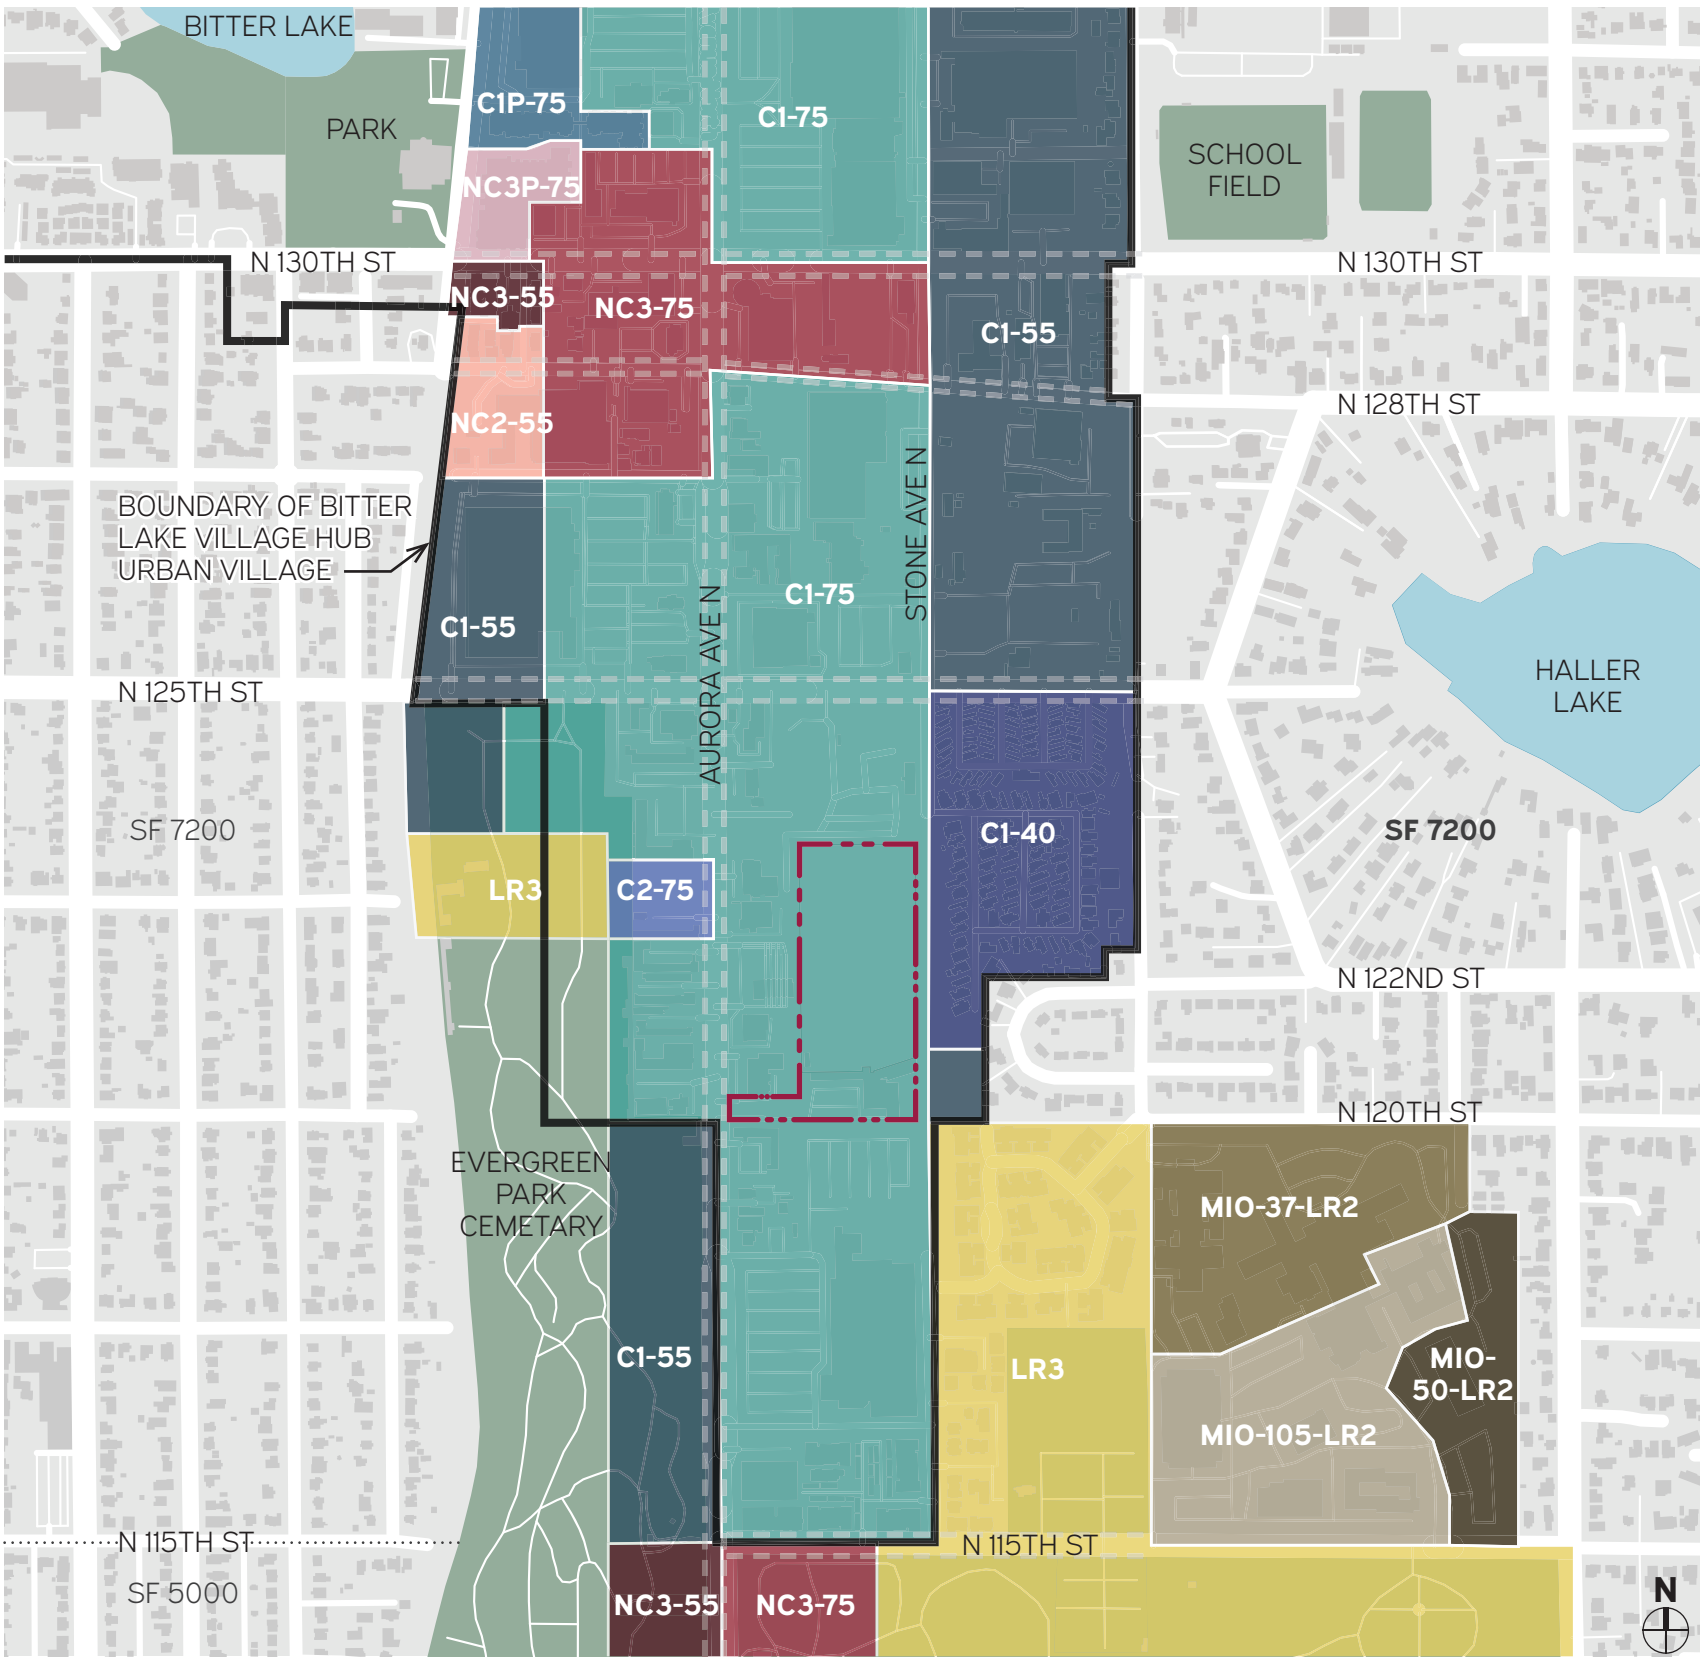 BITTER LAKE
C1P-75
C1-75
PARK
SCHOOL
FIELD
NC3P-75
N 130TH ST
N 130TH ST
NC3-55
NC3-75
C1-55
N 128TH ST
NC2-55
BOUNDARY OF BITTER
LAKE VILLAGE HUB
URBAN VILLAGE
STONE AVE N
C1-75
C1-55
AURORA AVE N
HALLER
LAKE
N 125TH ST
SF 7200
C1-40
SF 7200
LR3
C2-75
N 122ND ST
N 120TH ST
EVERGREEN
PARK
CEMETARY
MIO-37-LR2
C1-55
LR3
MIO-
50-LR2
MIO-105-LR2
N 115TH ST
N 115TH ST
SF 5000
NC3-55
NC3-75
N